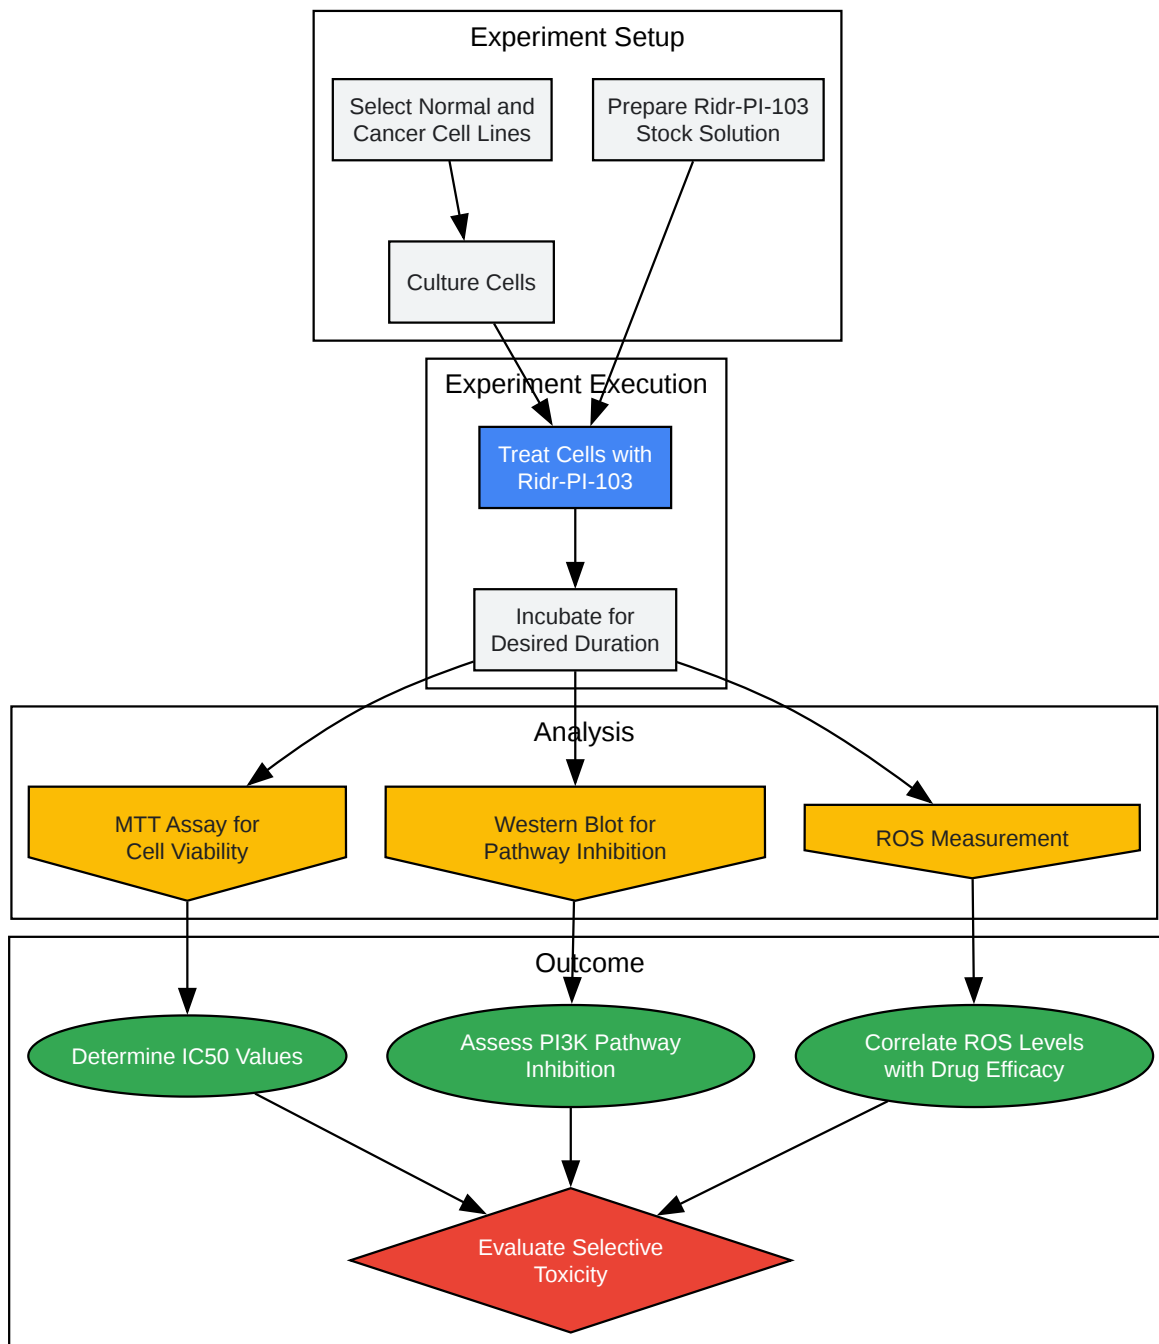 Experiment Setup
Select Normal and
Cancer Cell Lines
Prepare Ridr-PI-103
Stock Solution
Culture Cells
Experiment Execution
Treat Cells with
Ridr-PI-103
Incubate for
Desired Duration
Analysis
MTT Assay for
Cell Viability
Western Blot for
Pathway Inhibition
ROS Measurement
Outcome
Determine IC50 Values
Assess PI3K Pathway
Inhibition
Correlate ROS Levels
with Drug Efficacy
Evaluate Selective
Toxicity